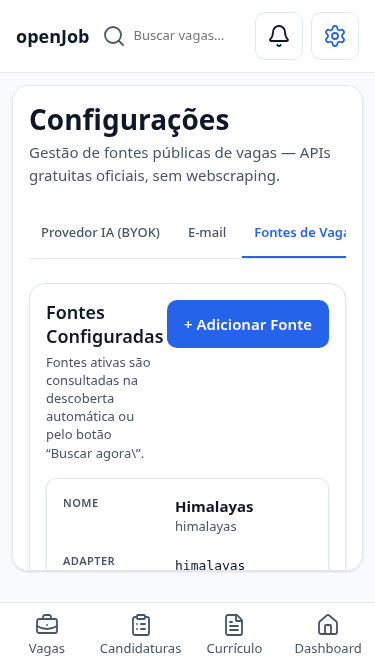 openJob
Buscar vagas...
Configurações
Gestão de fontes públicas de vagas — APIs
gratuitas oficiais, sem webscraping.
Provedor IA (BYOK) E-mail Fontes de Vaga
Fontes
Configuradas
+ Adicionar Fonte
Fontes ativas são
consultadas na
descoberta
automática ou
pelo botão
“Buscar agora\”.
NOME
Himalayas
himalayas
ADAPTER
himalayas
Vagas Candidaturas Currículo Dashboard